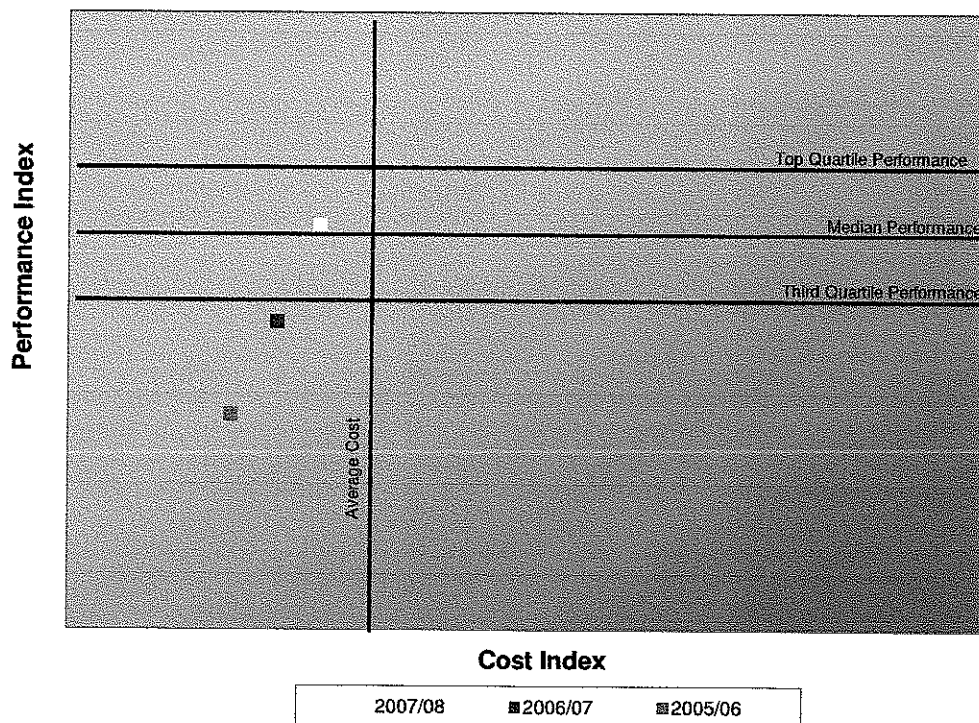 Performance Index
Top Quartile Performance
Median Performance
Third Quartile Performance
Average Cost
Cost Index
2007/08 2006/07 2005/06